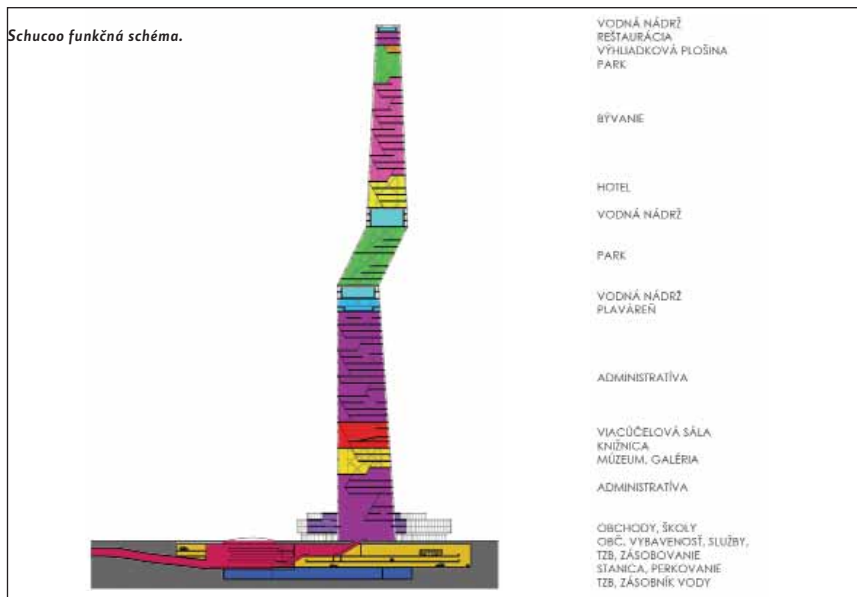 Schucoo funkčná schéma.
VODNÁ NÁDRŽ
REŠTAURÁCIA
VÝHLIADKOVÁ PLOŠINA
PARK
BÝVANIE
HOTEL
VODNÁ NÁDRŽ
PARK
VODNÁ NÁDRŽ
PLAVÁREŇ
ADMINISTRATÍVA
VIACÚČELOVÁ SÁLA
KNIŽNICA
MÚZEUM, GALÉRIA
ADMINISTRATÍVA
OBCHODY, ŠKOLY
OBČ. VYBAVENOSŤ, SLUŽBY,
TZB, ZÁSOBOVANIE
STANICA, PERKOVANIE
TZB, ZÁSOBNÍK VODY